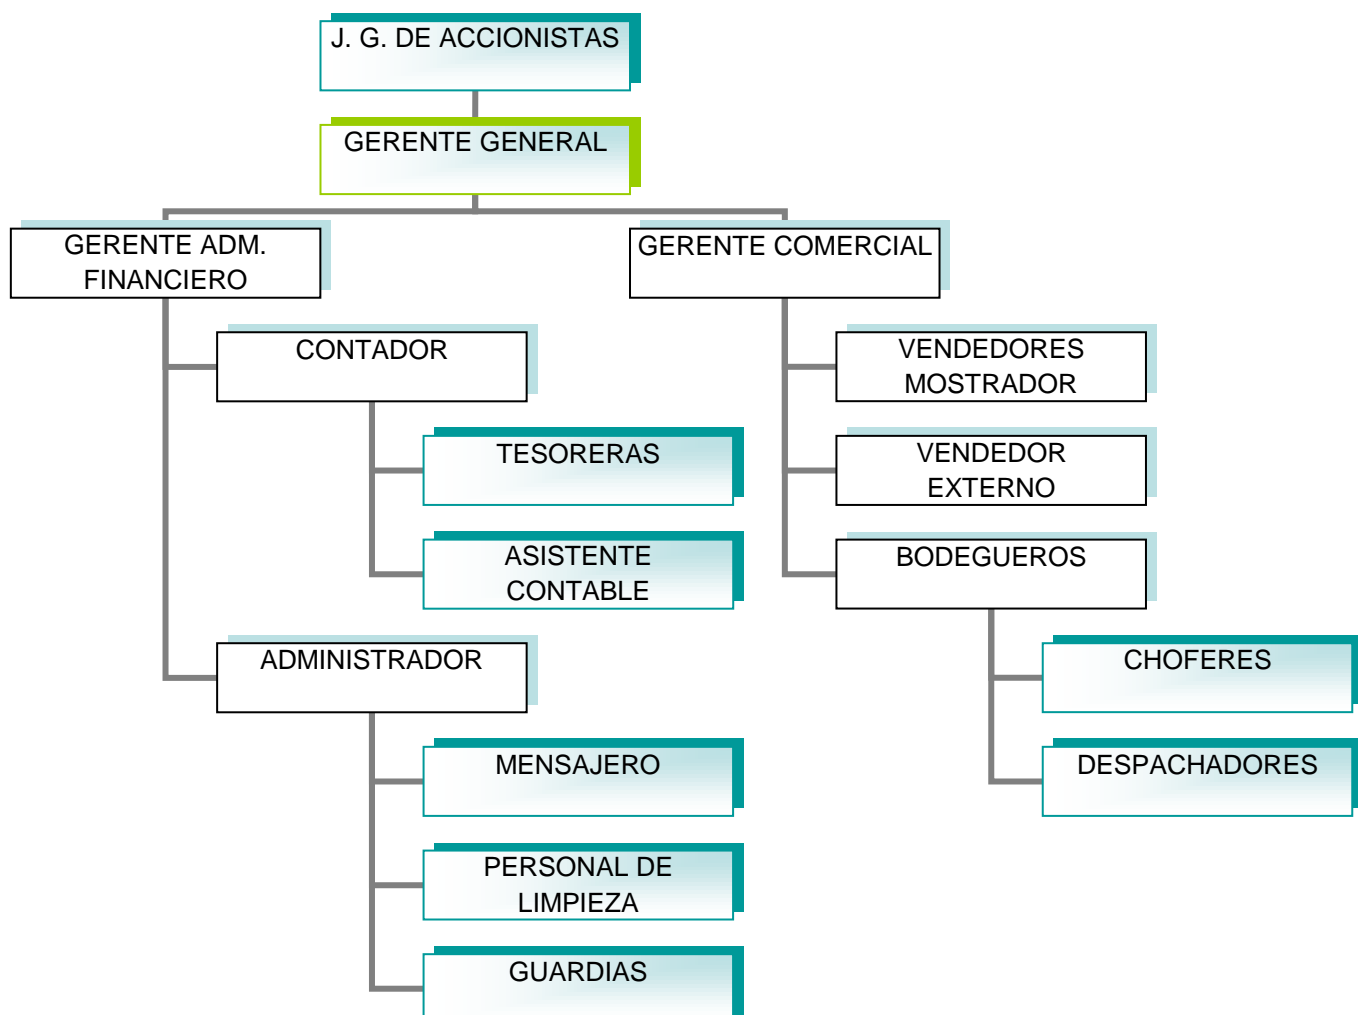 J. G. DE ACCIONISTAS
GERENTE GENERAL
GERENTE ADM.
FINANCIERO
GERENTE COMERCIAL
CONTADOR
TESORERAS
ASISTENTE
CONTABLE
ADMINISTRADOR
MENSAJERO
PERSONAL DE
LIMPIEZA
GUARDIAS
VENDEDORES
MOSTRADOR
VENDEDOR
EXTERNO
BODEGUEROS
CHOFERES
DESPACHADORES